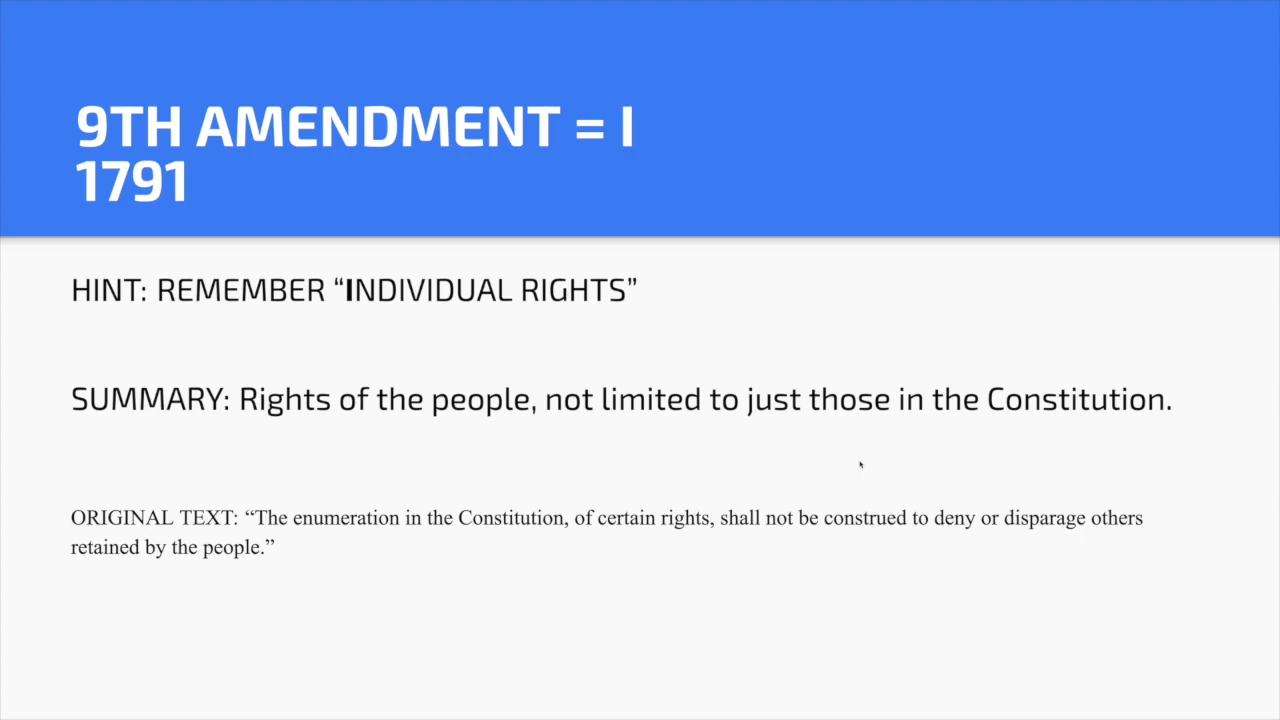 9TH AMENDMENT = I
1791
HINT: REMEMBER “INDIVIDUAL RIGHTS”
SUMMARY: Rights of the people, not limited to just those in the Constitution.
ORIGINAL TEXT: “The enumeration in the Constitution, of certain rights, shall not be construed to deny or disparage others
retained by the people.”